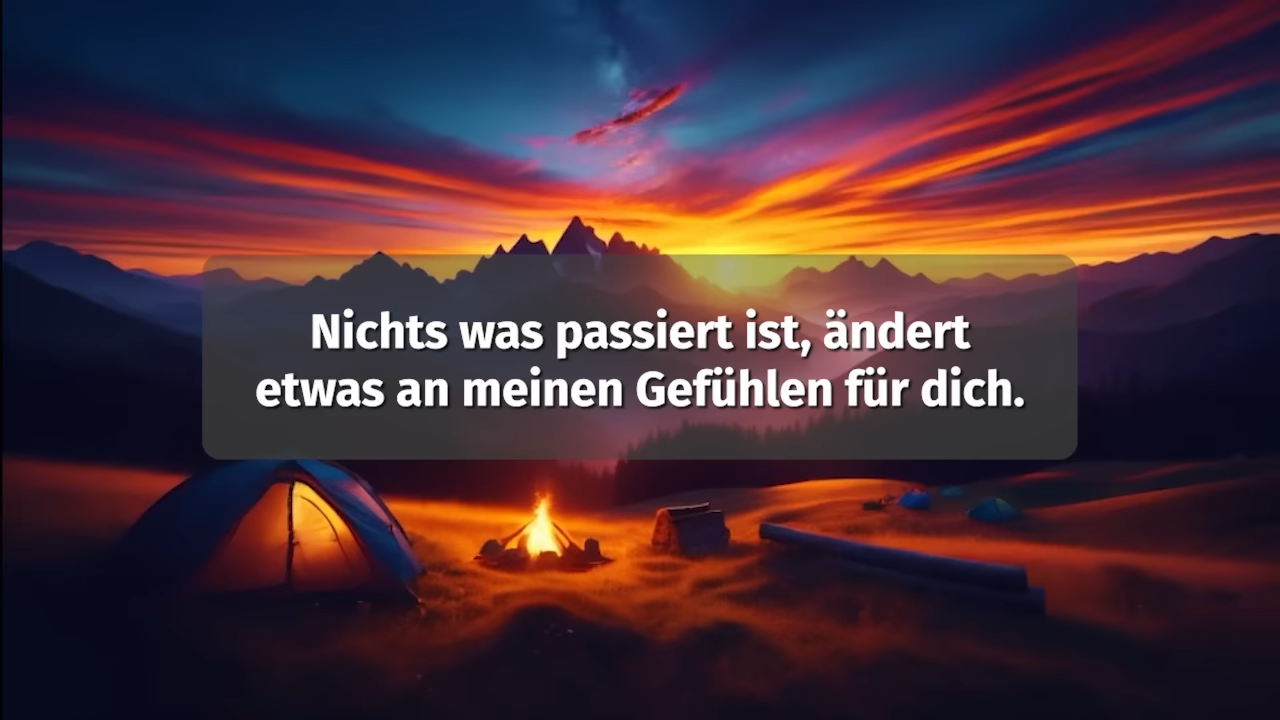 Nichts was passiert ist, ändert
etwas an meinen Gefühlen für dich.